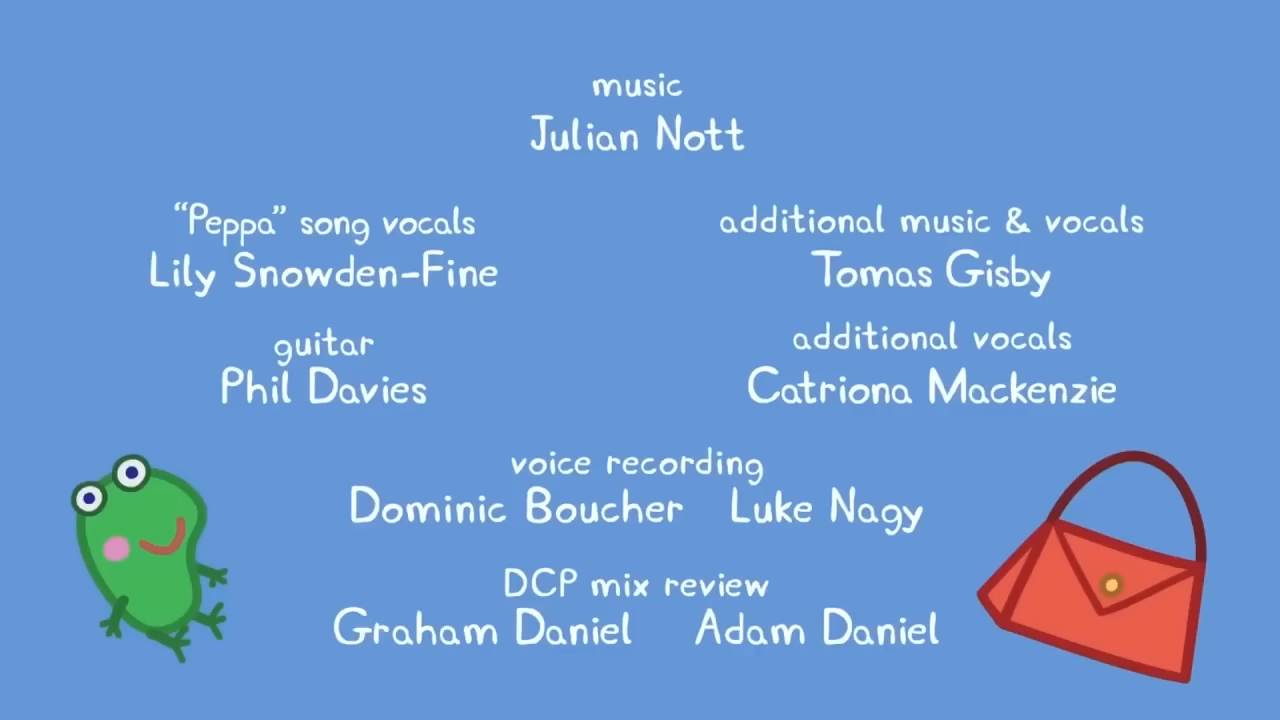 music
Julian Nott
“Peppa” song vocals
Lily Snowden-Fine
additional music & vocals
Tomas Gisby
guitar
Phil Davies
additional vocals
Catriona Mackenzie
voice recording
Dominic Boucher Luke Nagy
DCP mix review
Graham Daniel Adam Daniel